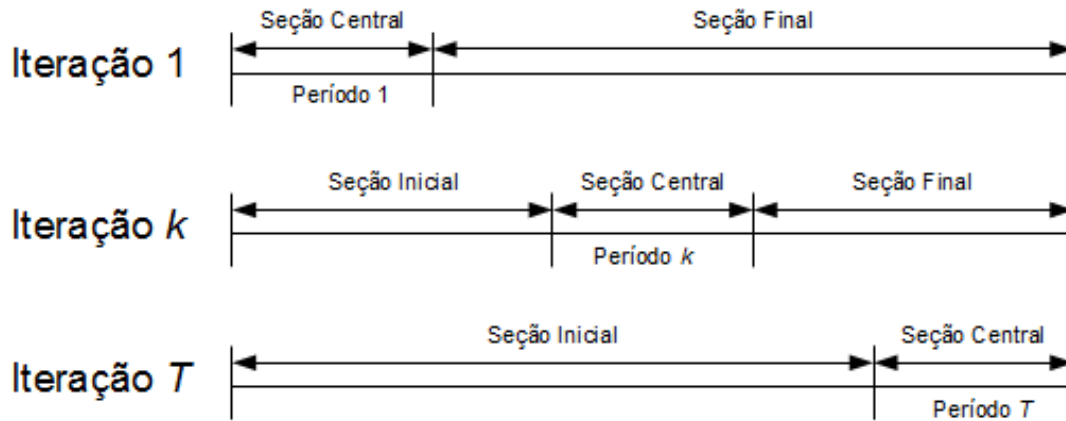 Seção Central Seção Final
Iteração 1
Período 1
Seção Inicial Seção Central Seção Final
Iteração k
Período k
Seção Inicial Seção Central
Iteração T
Período T